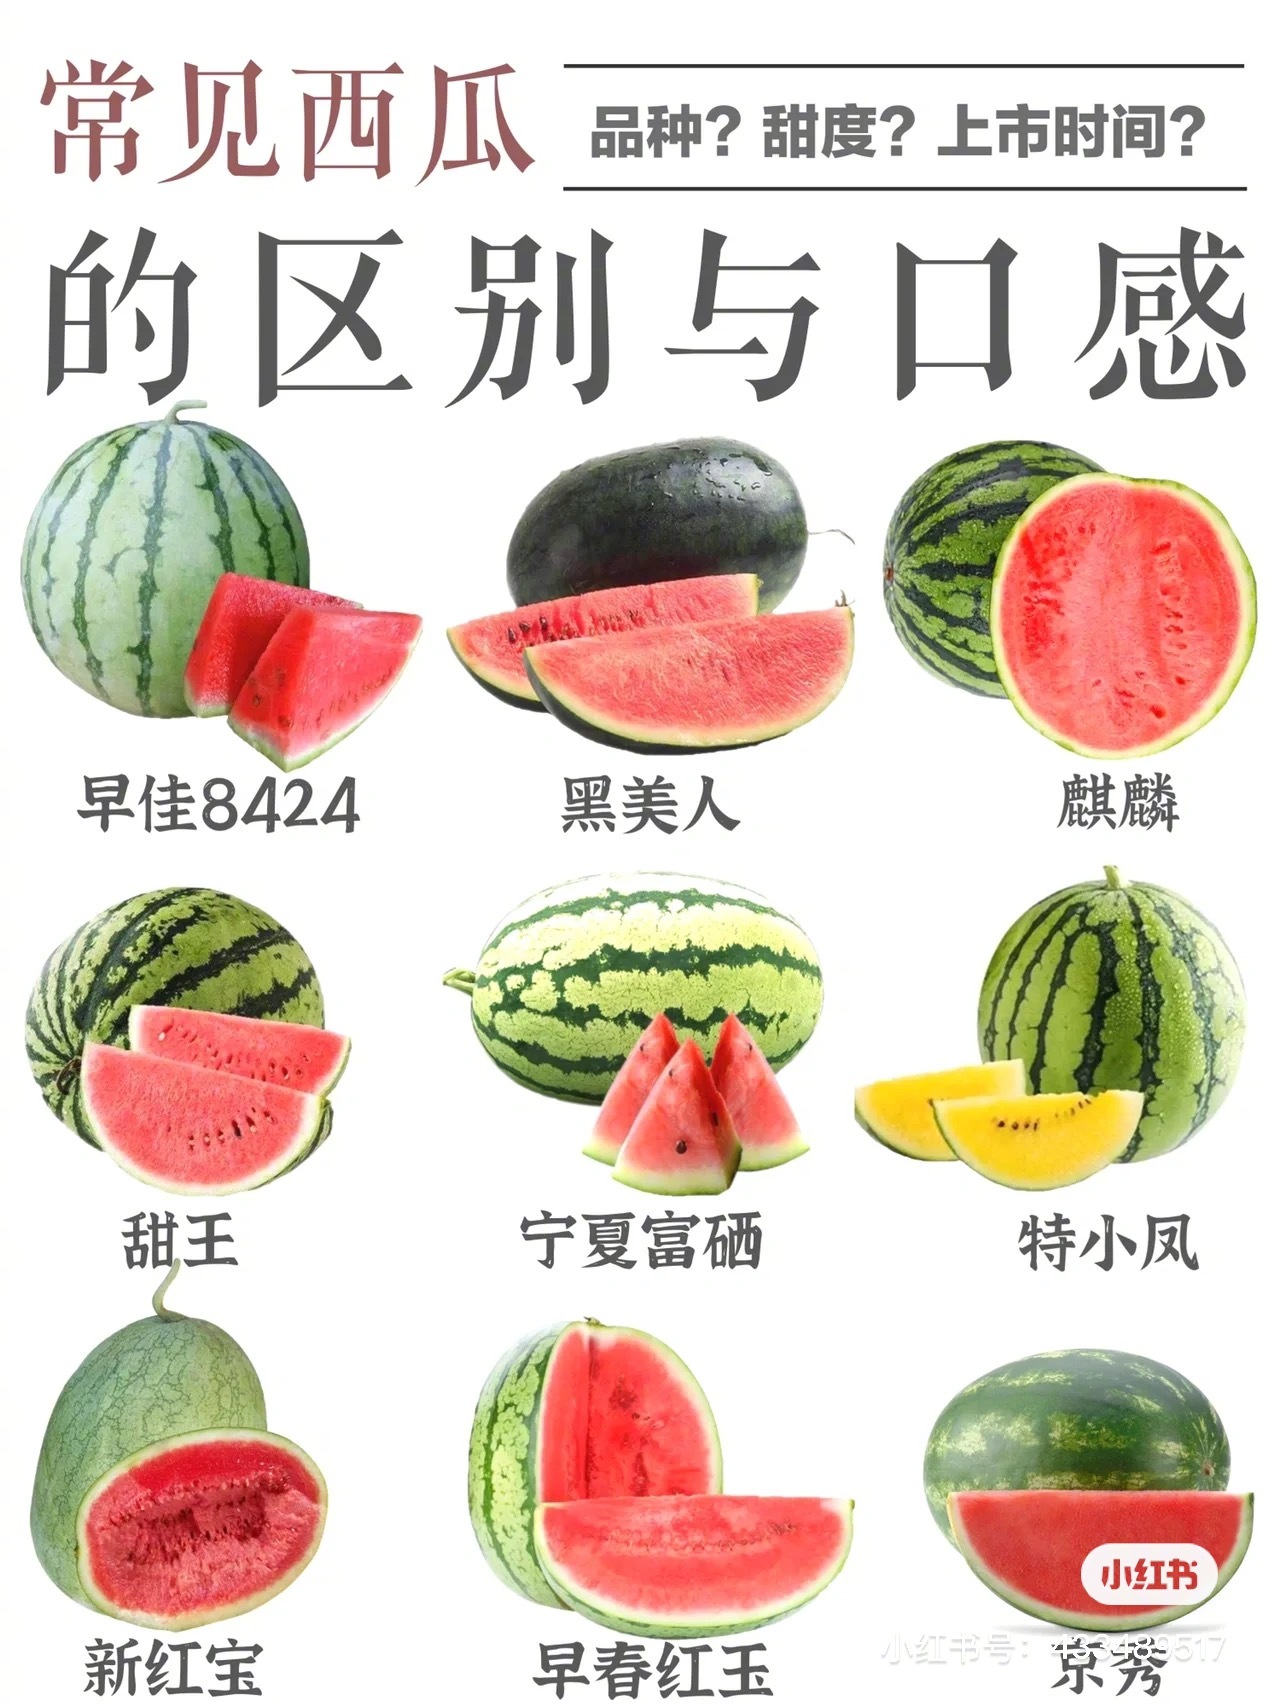 常见西瓜
品种？甜度？上市时间？
的区别与口感
早佳8424
黑美人
麒麟
甜王
宁夏富硒
特小凤
新红宝
早春红玉
京秀
小红书
小红书号：433489517